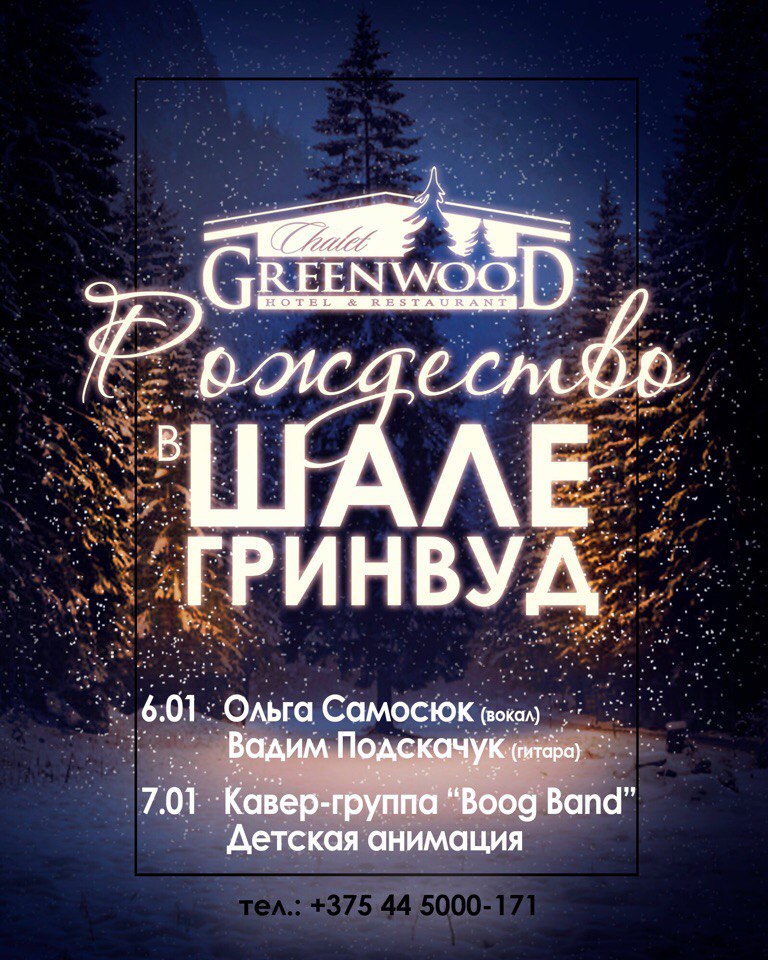 Chalet
GREENWOOD
HOTEL & RESTAURANT
Рождество
в ШАЛЕ
ГРИНВУД
6.01 Ольга Самосюк (вокал)
Вадим Подскачук (гитара)
7.01 Кавер-группа “Boog Band”
Детская анимация
тел.: +375 44 5000-171